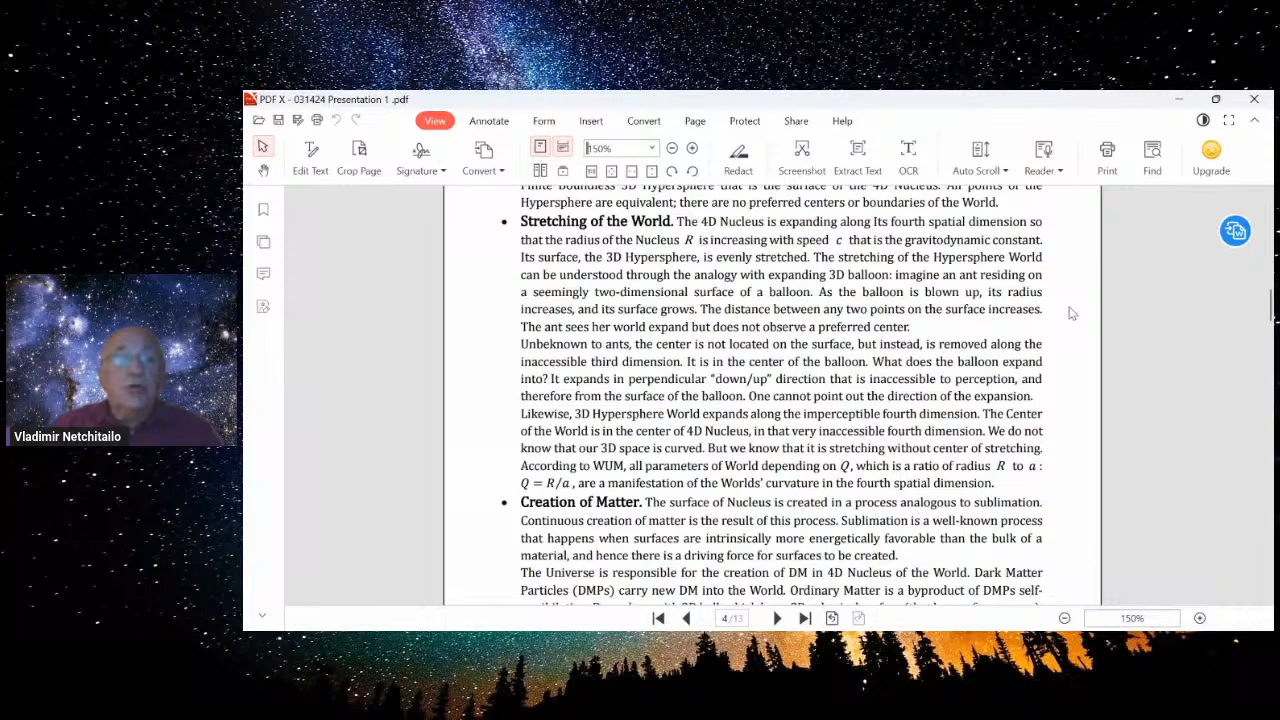 PDF X - 031424 Presentation 1 .pdf
View Annotate Form Insert Convert Page Protect Share Help
150%
Edit Text Crop Page Signature Convert Redact Screenshot Extract Text OCR Auto Scroll Reader Print Find Upgrade
Finite Boundless 3D Hypersphere that is the surface of the 4D Nucleus. All points of the
Hypersphere are equivalent; there are no preferred centers or boundaries of the World.
• Stretching of the World. The 4D Nucleus is expanding along Its fourth spatial dimension so
that the radius of the Nucleus R is increasing with speed c that is the gravitodynamic constant.
Its surface, the 3D Hypersphere, is evenly stretched. The stretching of the Hypersphere World
can be understood through the analogy with expanding 3D balloon: imagine an ant residing on
a seemingly two-dimensional surface of a balloon. As the balloon is blown up, its radius
increases, and its surface grows. The distance between any two points on the surface increases.
The ant sees her world expand but does not observe a preferred center.
Unbeknown to ants, the center is not located on the surface, but instead, is removed along the
inaccessible third dimension. It is in the center of the balloon. What does the balloon expand
into? It expands in perpendicular “down/up” direction that is inaccessible to perception, and
therefore from the surface of the balloon. One cannot point out the direction of the expansion.
Likewise, 3D Hypersphere World expands along the imperceptible fourth dimension. The Center
of the World is in the center of 4D Nucleus, in that very inaccessible fourth dimension. We do not
know that our 3D space is curved. But we know that it is stretching without center of stretching.
According to WUM, all parameters of World depending on Q, which is a ratio of radius R to a :
Q = R/a , are a manifestation of the Worlds’ curvature in the fourth spatial dimension.
• Creation of Matter. The surface of Nucleus is created in a process analogous to sublimation.
Continuous creation of matter is the result of this process. Sublimation is a well-known process
that happens when surfaces are intrinsically more energetically favorable than the bulk of a
material, and hence there is a driving force for surfaces to be created.
The Universe is responsible for the creation of DM in 4D Nucleus of the World. Dark Matter
Particles (DMPs) carry new DM into the World. Ordinary Matter is a byproduct of DMPs self-
4 /13
150%
Vladimir Netchitailo